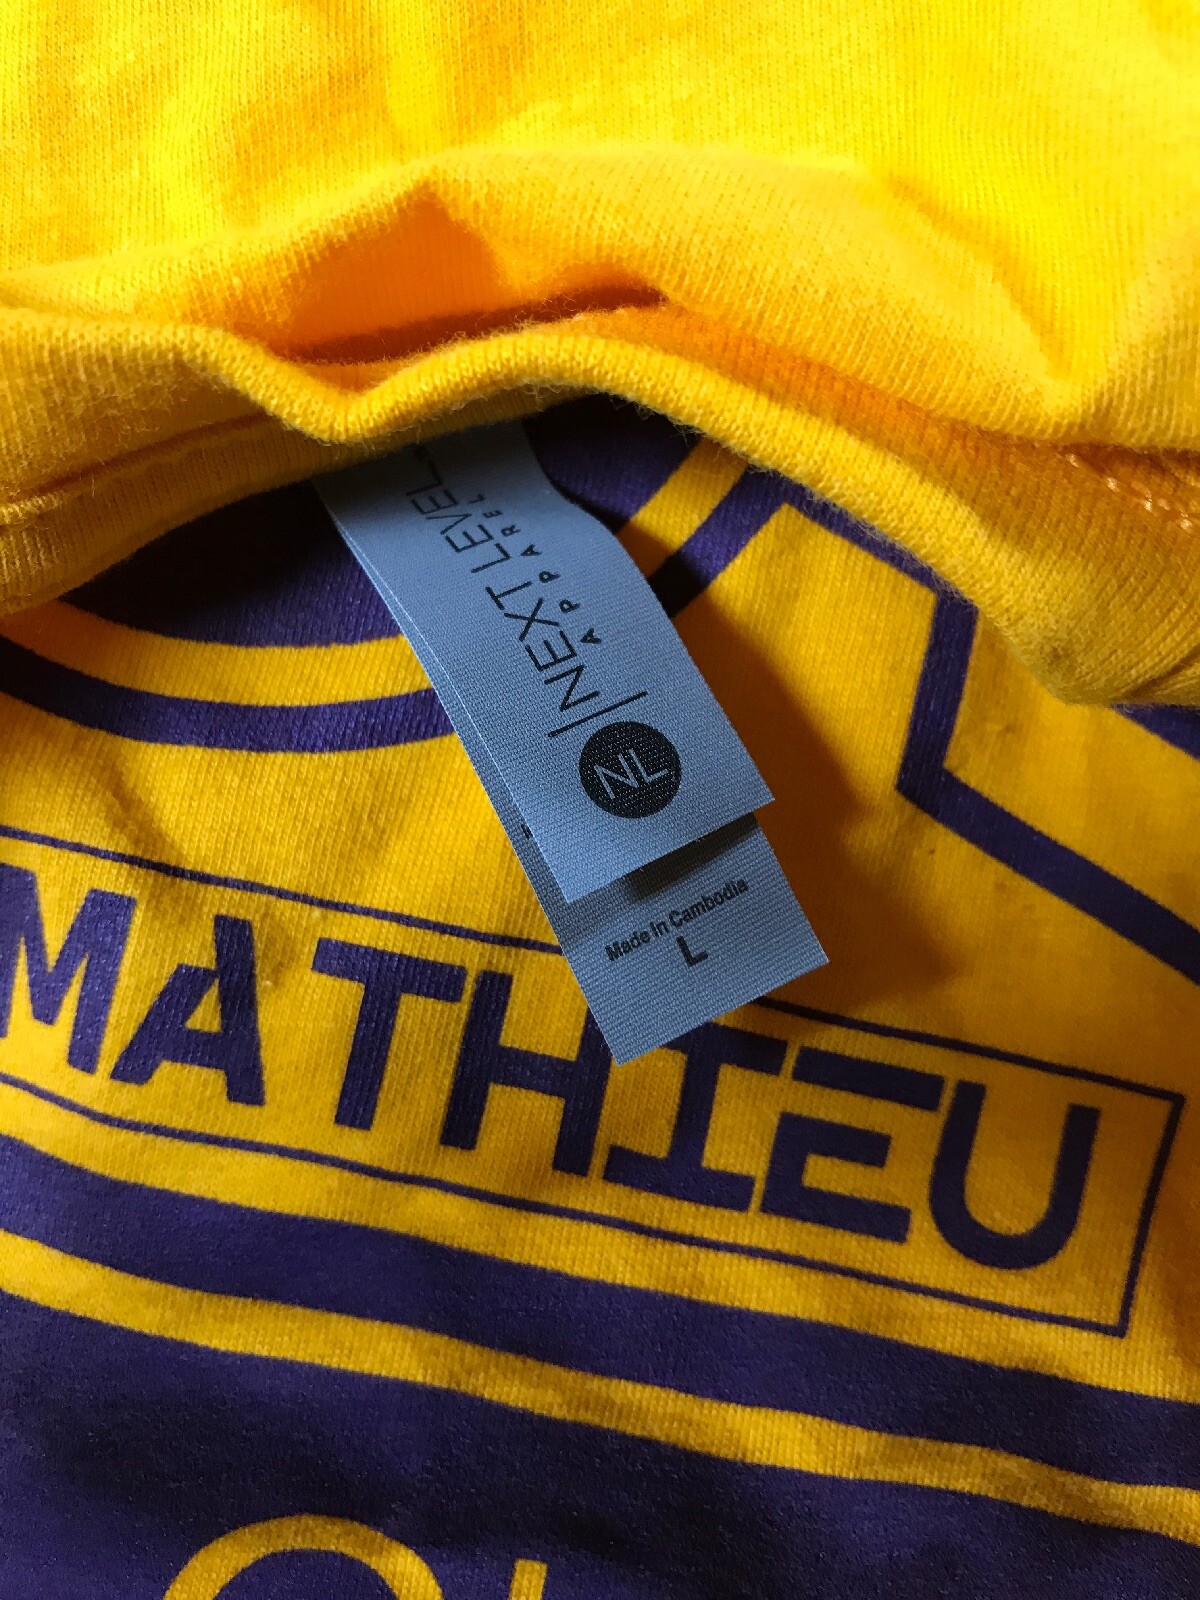 NEXT LEVEL
APPAREL
NL
Made in Cambodia
L
MATHIEU